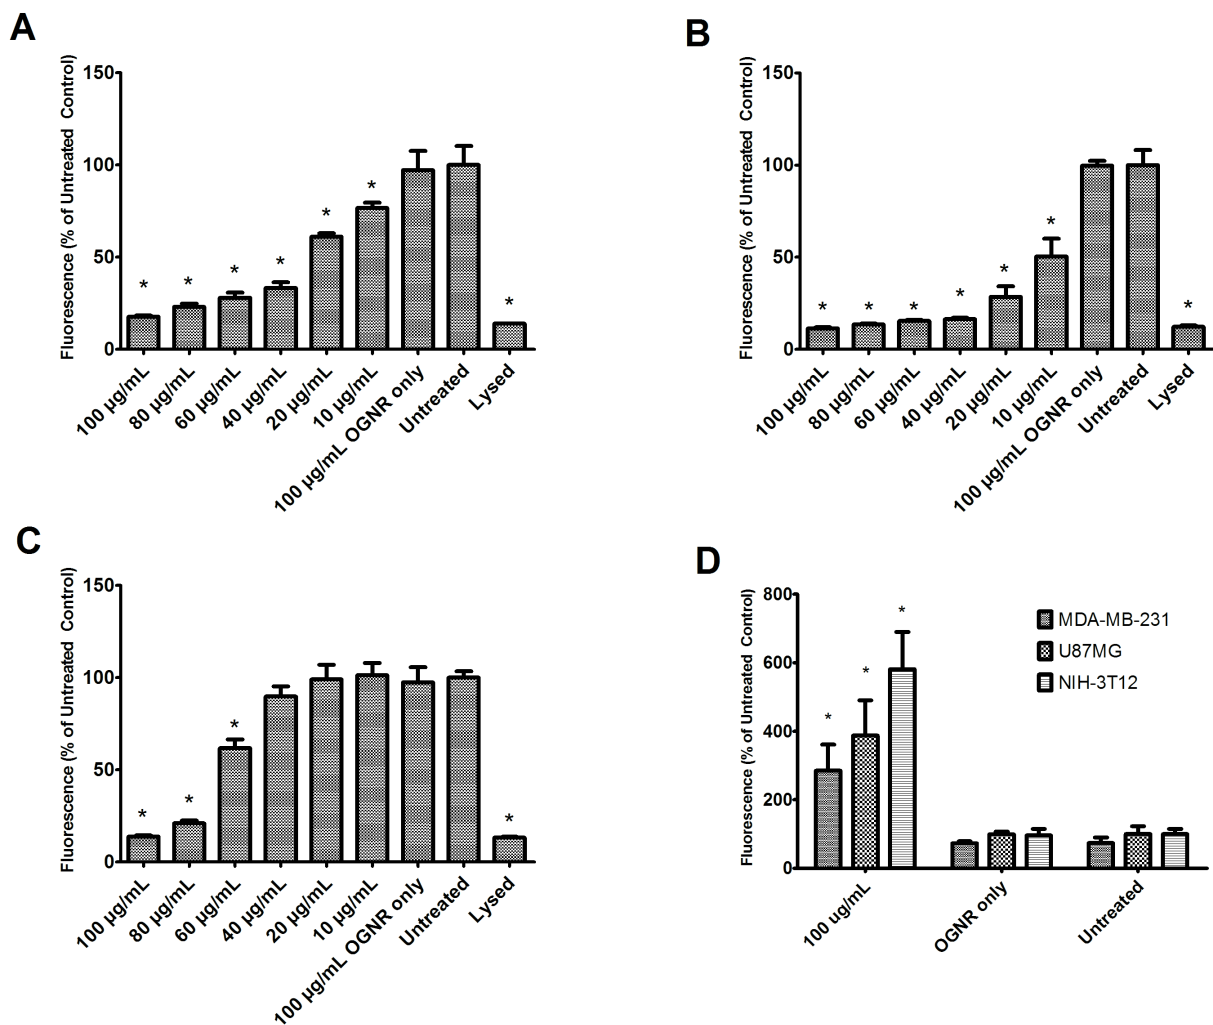 A
Fluorescence (% of Untreated Control)
150
100
50
0
*
*
*
*
*
*
*
100 µg/mL
80 µg/mL
60 µg/mL
40 µg/mL
20 µg/mL
10 µg/mL
100 µg/mL OGNR only
Untreated
Lysed
B
Fluorescence (% of Untreated Control)
150
100
50
0
*
*
*
*
*
*
*
100 µg/mL
80 µg/mL
60 µg/mL
40 µg/mL
20 µg/mL
10 µg/mL
100 µg/mL OGNR only
Untreated
Lysed
C
Fluorescence (% of Untreated Control)
150
100
50
0
*
*
*
*
100 µg/mL
80 µg/mL
60 µg/mL
40 µg/mL
20 µg/mL
10 µg/mL
100 µg/mL OGNR only
Untreated
Lysed
D
Fluorescence (% of Untreated Control)
800
600
400
200
0
*
*
*
MDA-MB-231
U87MG
NIH-3T12
100 ug/mL
OGNR only
Untreated